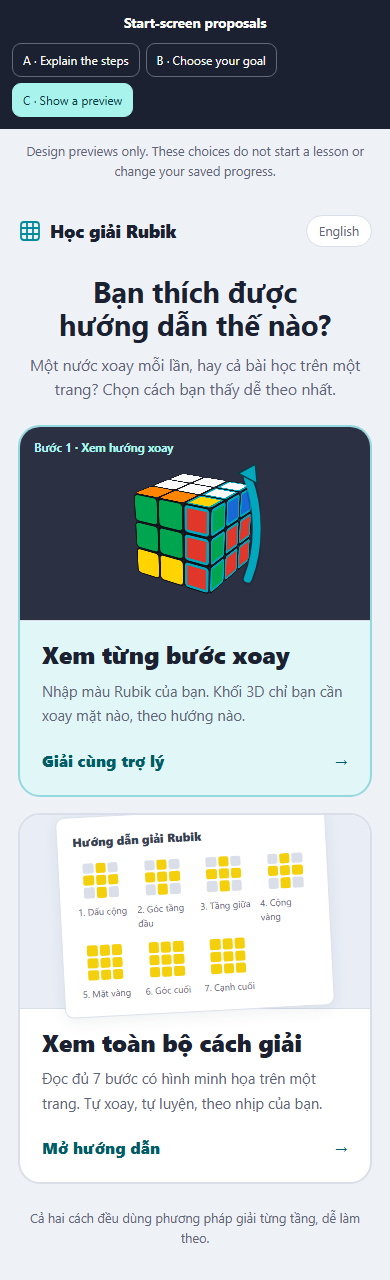 Start-screen proposals
A · Explain the steps
B · Choose your goal
C · Show a preview
Design previews only. These choices do not start a lesson or
change your saved progress.
Học giải Rubik
English
Bạn thích được
hướng dẫn thế nào?
Một nước xoay mỗi lần, hay cả bài học trên một
trang? Chọn cách bạn thấy dễ theo nhất.
Bước 1 · Xem hướng xoay
Xem từng bước xoay
Nhập màu Rubik của bạn. Khối 3D chỉ bạn cần
xoay mặt nào, theo hướng nào.
Giải cùng trợ lý →
Hướng dẫn giải Rubik
1. Dấu cộng
2. Góc tầng
đầu
3. Tầng giữa
4. Cộng
vàng
5. Mặt vàng
6. Góc cuối
7. Cạnh cuối
Xem toàn bộ cách giải
Đọc đủ 7 bước có hình minh họa trên một
trang. Tự xoay, tự luyện, theo nhịp của bạn.
Mở hướng dẫn →
Cả hai cách đều dùng phương pháp giải từng tầng, dễ làm
theo.